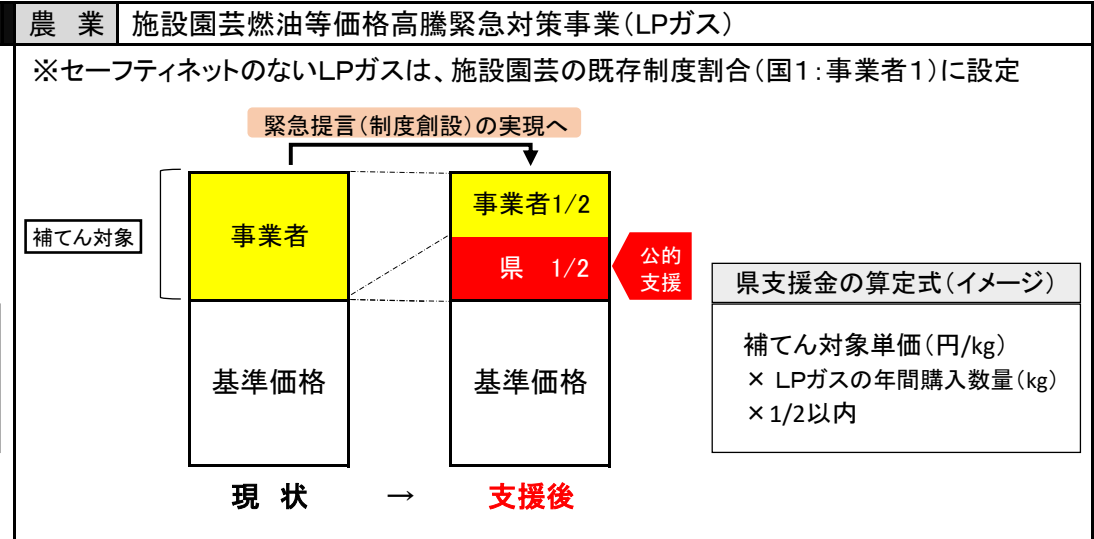 農 業 施設園芸燃油等価格高騰緊急対策事業(LPガス)
※セーフティネットのないLPガスは、施設園芸の既存制度割合(国1:事業者1)に設定
緊急提言(制度創設)の実現へ
補てん対象
事業者
基準価格
事業者1/2
県 1/2
基準価格
公的
支援
県支援金の算定式(イメージ)
補てん対象単価(円/kg)
× LPガスの年間購入数量(kg)
×1/2以内
現 状 → 支援後